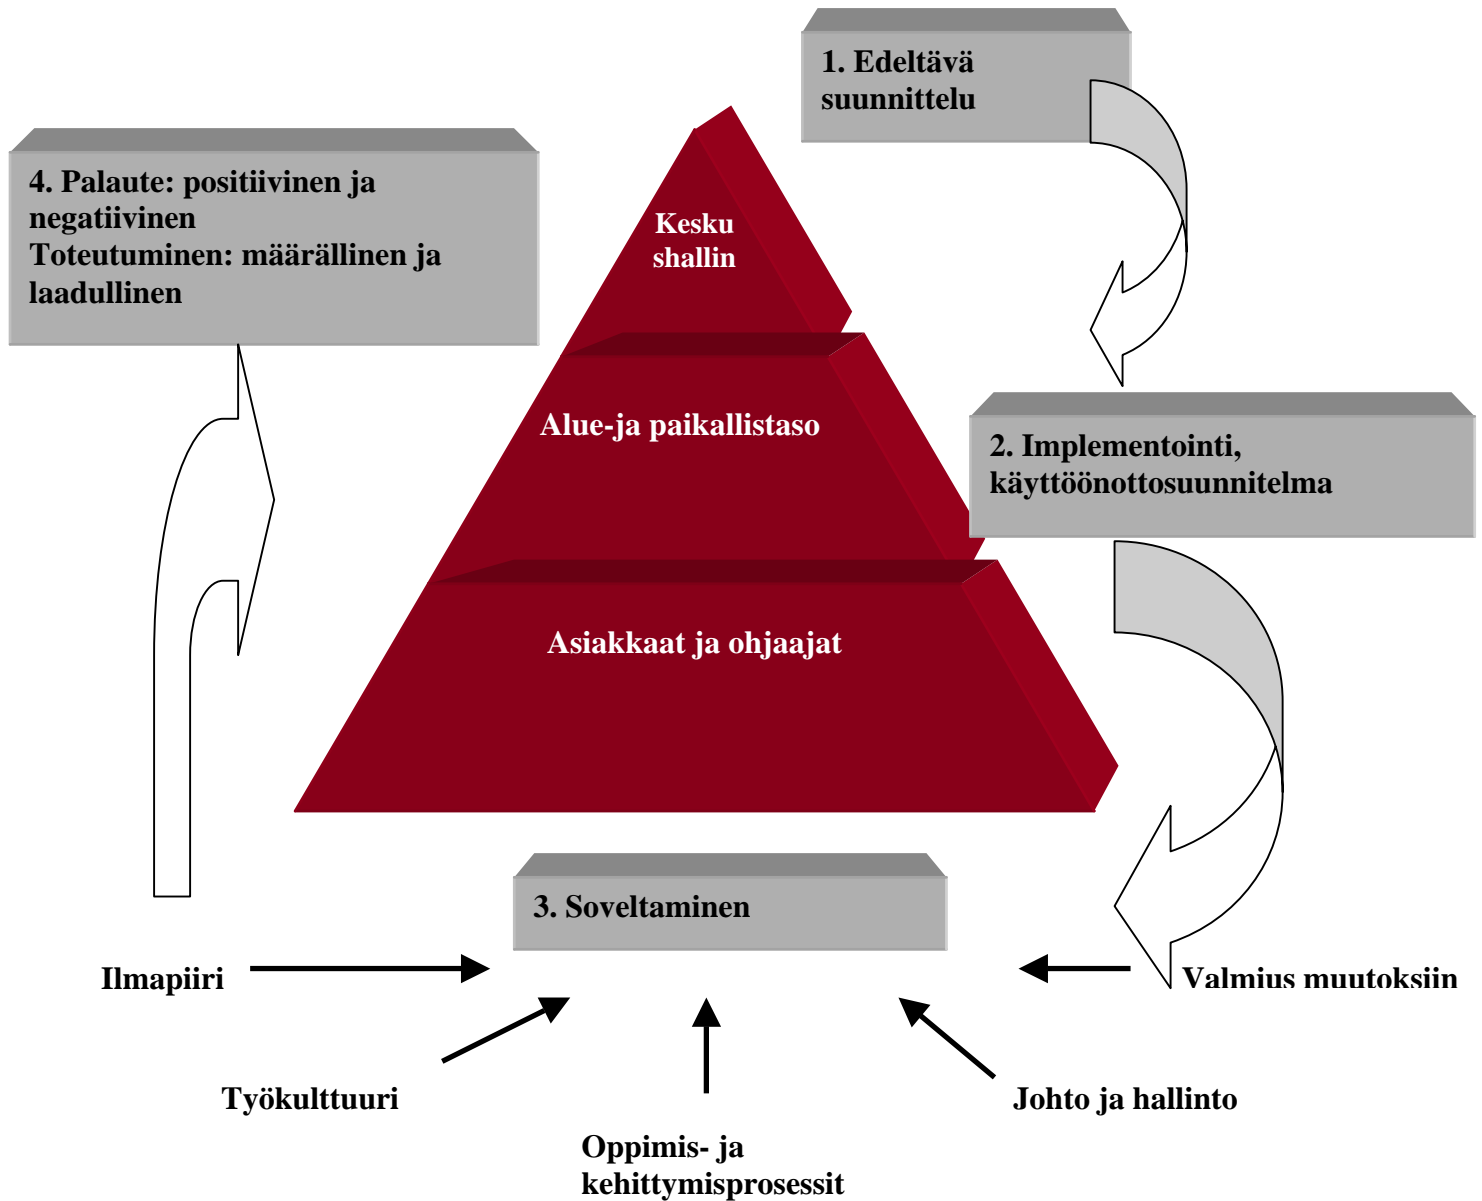 1. Edeltävä
suunnittelu
4. Palaute: positiivinen ja
negatiivinen
Toteutuminen: määrällinen ja
laadullinen
Kesku
shallin
Alue-ja paikallistaso
2. Implementointi,
käyttöönottosuunnitelma
Asiakkaat ja ohjaajat
3. Soveltaminen
Ilmapiiri
Valmius muutoksiin
Työkulttuuri
Johto ja hallinto
Oppimis- ja
kehittymisprosessit